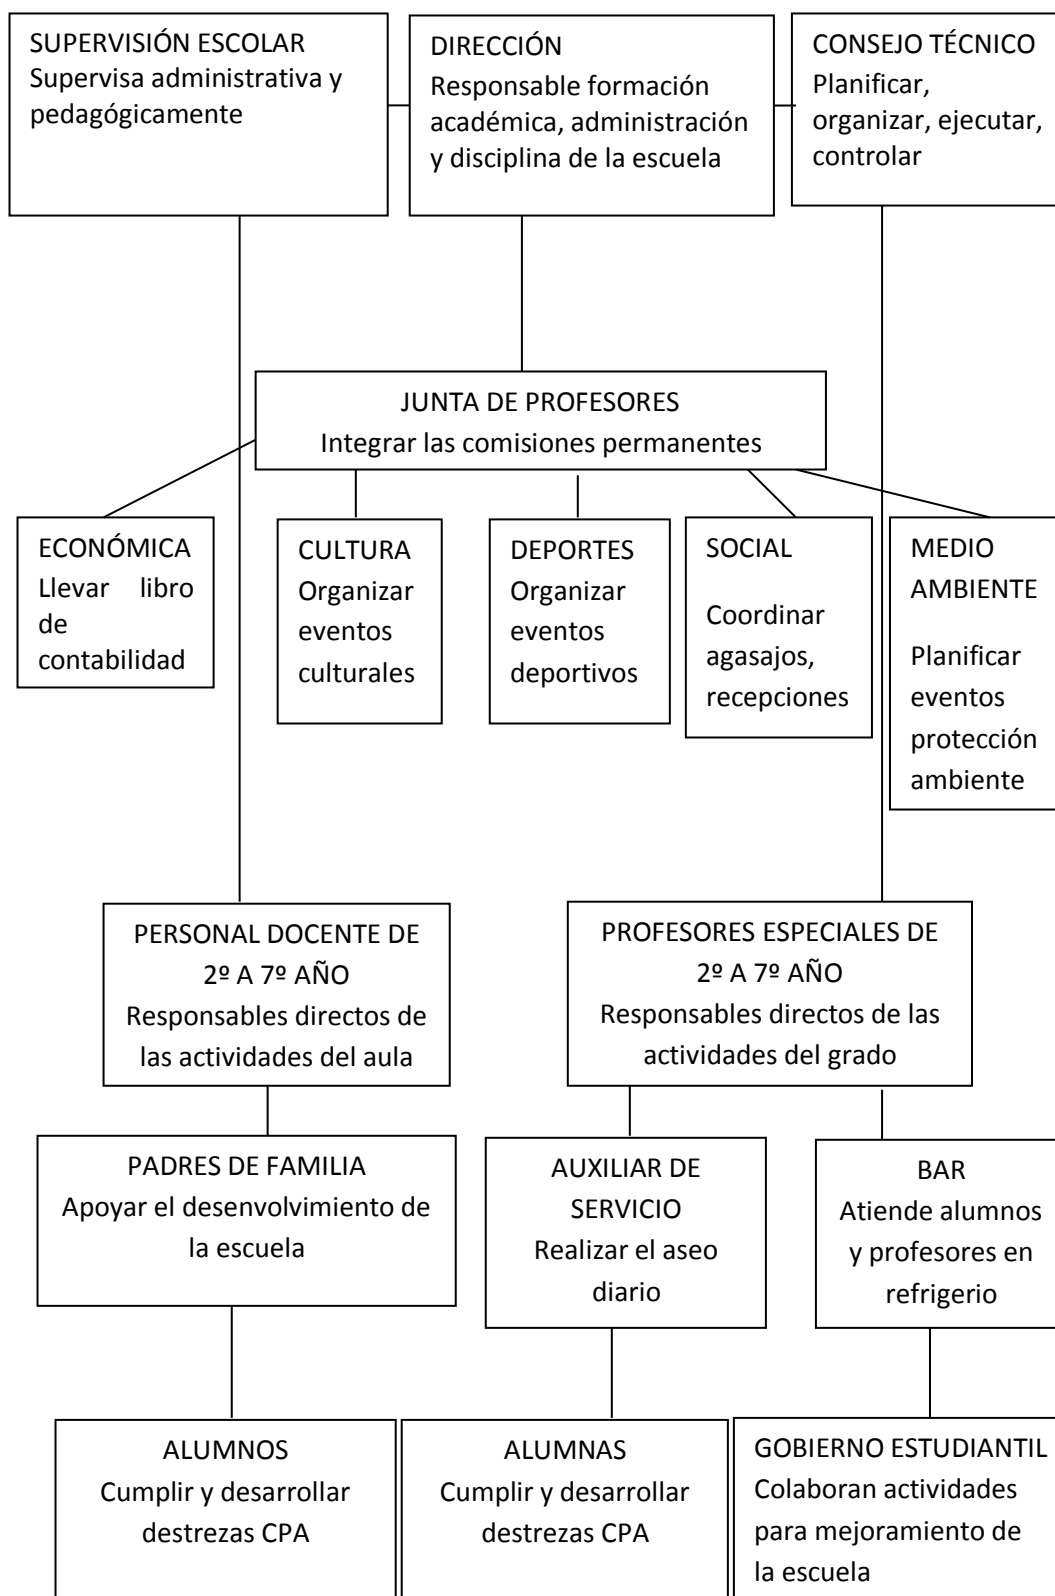 SUPERVISIÓN ESCOLAR
Supervisa administrativa y
pedagógicamente
DIRECCIÓN
Responsable formación
académica, administración
y disciplina de la escuela
CONSEJO TÉCNICO
Planificar,
organizar, ejecutar,
controlar
JUNTA DE PROFESORES
Integrar las comisiones permanentes
ECONÓMICA
Llevar libro
de
contabilidad
CULTURA
Organizar
eventos
culturales
DEPORTES
Organizar
eventos
deportivos
SOCIAL
Coordinar
agasajos,
recepciones
MEDIO
AMBIENTE
Planificar
eventos
protección
ambiente
PERSONAL DOCENTE DE
2º A 7º AÑO
Responsables directos de
las actividades del aula
PROFESORES ESPECIALES DE
2º A 7º AÑO
Responsables directos de las
actividades del grado
PADRES DE FAMILIA
Apoyar el desenvolvimiento de
la escuela
AUXILIAR DE
SERVICIO
Realizar el aseo
diario
BAR
Atiende alumnos
y profesores en
refrigerio
ALUMNOS
Cumplir y desarrollar
destrezas CPA
ALUMNAS
Cumplir y desarrollar
destrezas CPA
GOBIERNO ESTUDIANTIL
Colaboran actividades
para mejoramiento de
la escuela